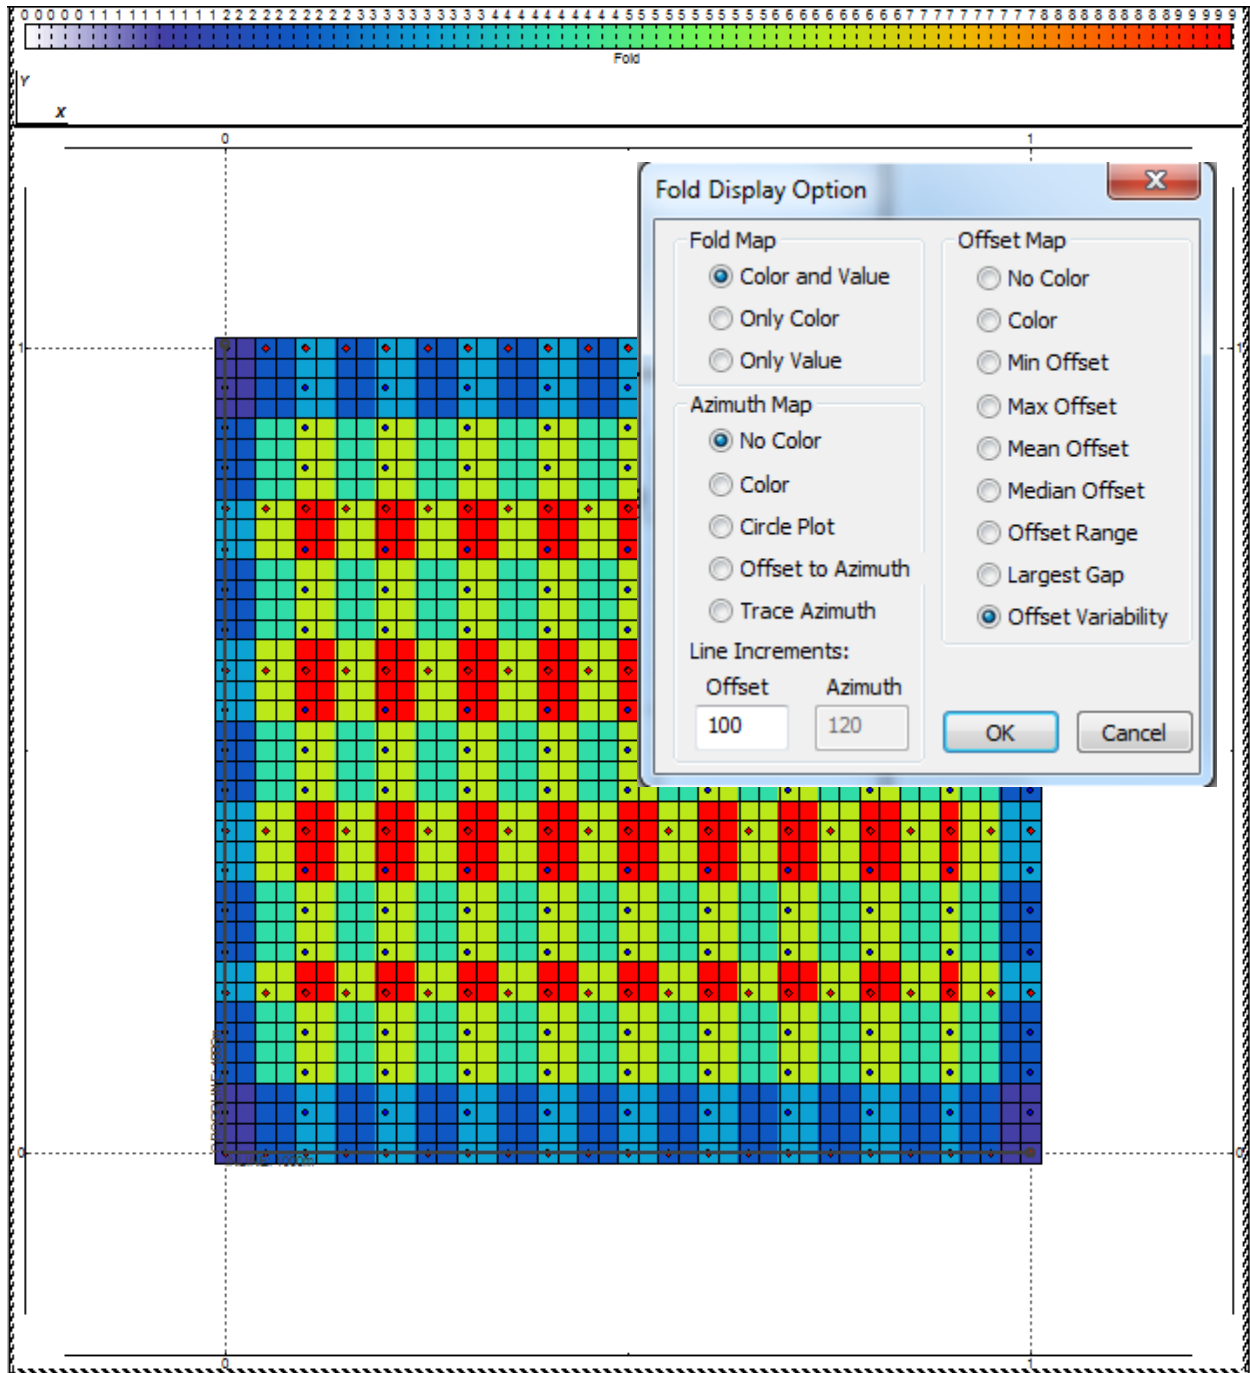 0 0 0 0 0 1 1 1 1 1 1 1 1 1 1 2 2 2 2 2 2 2 2 2 2 3 3 3 3 3 3 3 3 3 3 4 4 4 4 4 4 4 4 4 4 5 5 5 5 5 5 5 5 5 5 6 6 6 6 6 6 6 6 6 6 7 7 7 7 7 7 7 7 7 7 8 8 8 8 8 8 8 8 8 8 9 9 9 9 9
Fold
Y
X
0 1
Fold Display Option
Fold Map
Color and Value
Only Color
Only Value
Azimuth Map
No Color
Color
Circle Plot
Offset to Azimuth
Trace Azimuth
Line Increments:
Offset Azimuth
100 120
Offset Map
No Color
Color
Min Offset
Max Offset
Mean Offset
Median Offset
Offset Range
Largest Gap
Offset Variability
OK Cancel
1 1
0 0
0 1